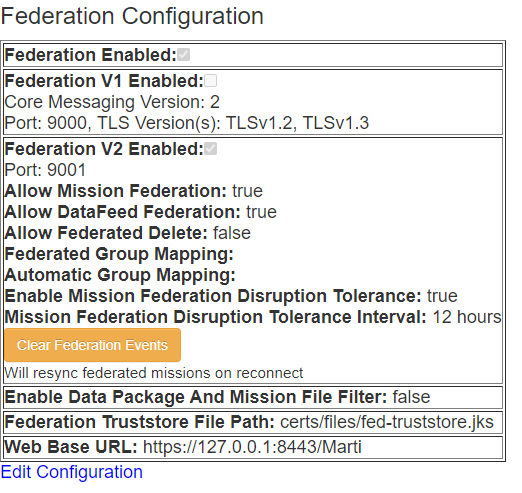 Federation Configuration
Federation Enabled:
Federation V1 Enabled:
Core Messaging Version: 2
Port: 9000, TLS Version(s): TLSv1.2, TLSv1.3
Federation V2 Enabled:
Port: 9001
Allow Mission Federation: true
Allow DataFeed Federation: true
Allow Federated Delete: false
Federated Group Mapping:
Automatic Group Mapping:
Enable Mission Federation Disruption Tolerance: true
Mission Federation Disruption Tolerance Interval: 12 hours
Clear Federation Events
Will resync federated missions on reconnect
Enable Data Package And Mission File Filter: false
Federation Truststore File Path: certs/files/fed-truststore.jks
Web Base URL: https://127.0.0.1:8443/Marti
Edit Configuration